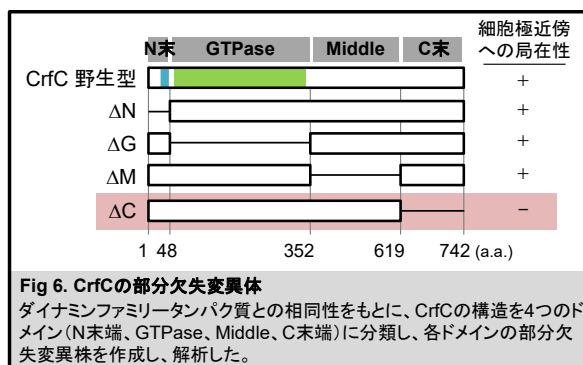 細胞極近傍
への局在性
N末 GTPase Middle C末
CrfC 野生型 +
ΔN +
ΔG +
ΔM +
ΔC −
1 48 352 619 742 (a.a.)
Fig 6. CrfCの部分欠失変異体
ダイナミンファミリータンパク質との相同性をもとに、CrfCの構造を4つのド
メイン(N末端、GTPase、Middle、C末端)に分類し、各ドメインの部分欠
失変異株を作成し、解析した。